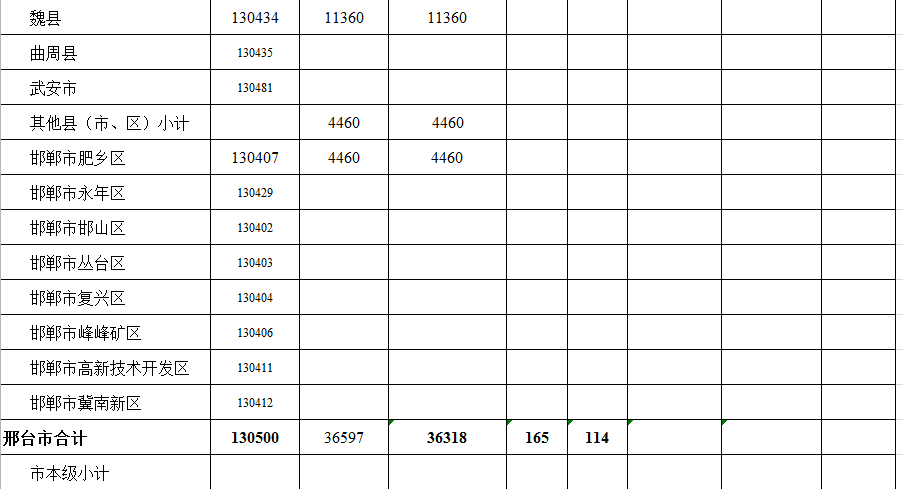 魏县 130434 11360 11360
曲周县 130435
武安市 130481
其他县（市、区）小计 4460 4460
邯郸市肥乡区 130407 4460 4460
邯郸市永年区 130429
邯郸市邯山区 130402
邯郸市丛台区 130403
邯郸市复兴区 130404
邯郸市峰峰矿区 130406
邯郸市高新技术开发区 130411
邯郸市冀南新区 130412
邢台市合计 130500 36597 36318 165 114
市本级小计